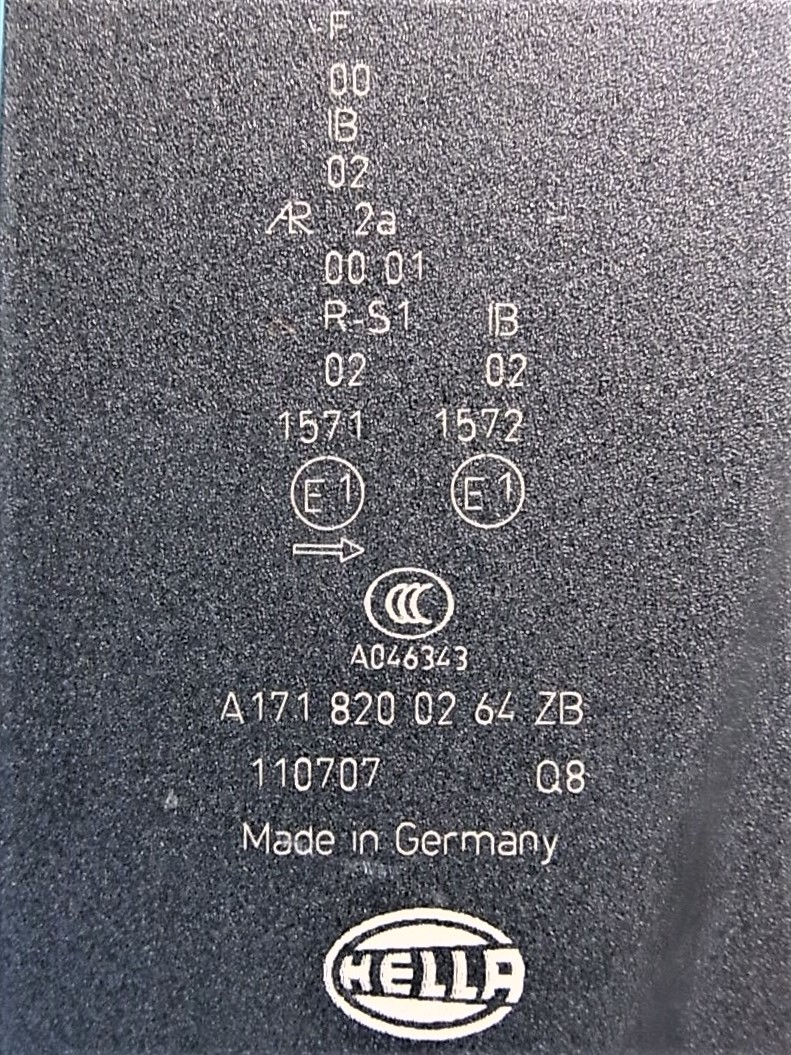 F
00
IB
02
AR 2a
00 01
R-S1 IB
02 02
1571 1572
E1 E1
CCC
A046343
A171 820 02 64 ZB
110707 Q8
Made in Germany
HELLA